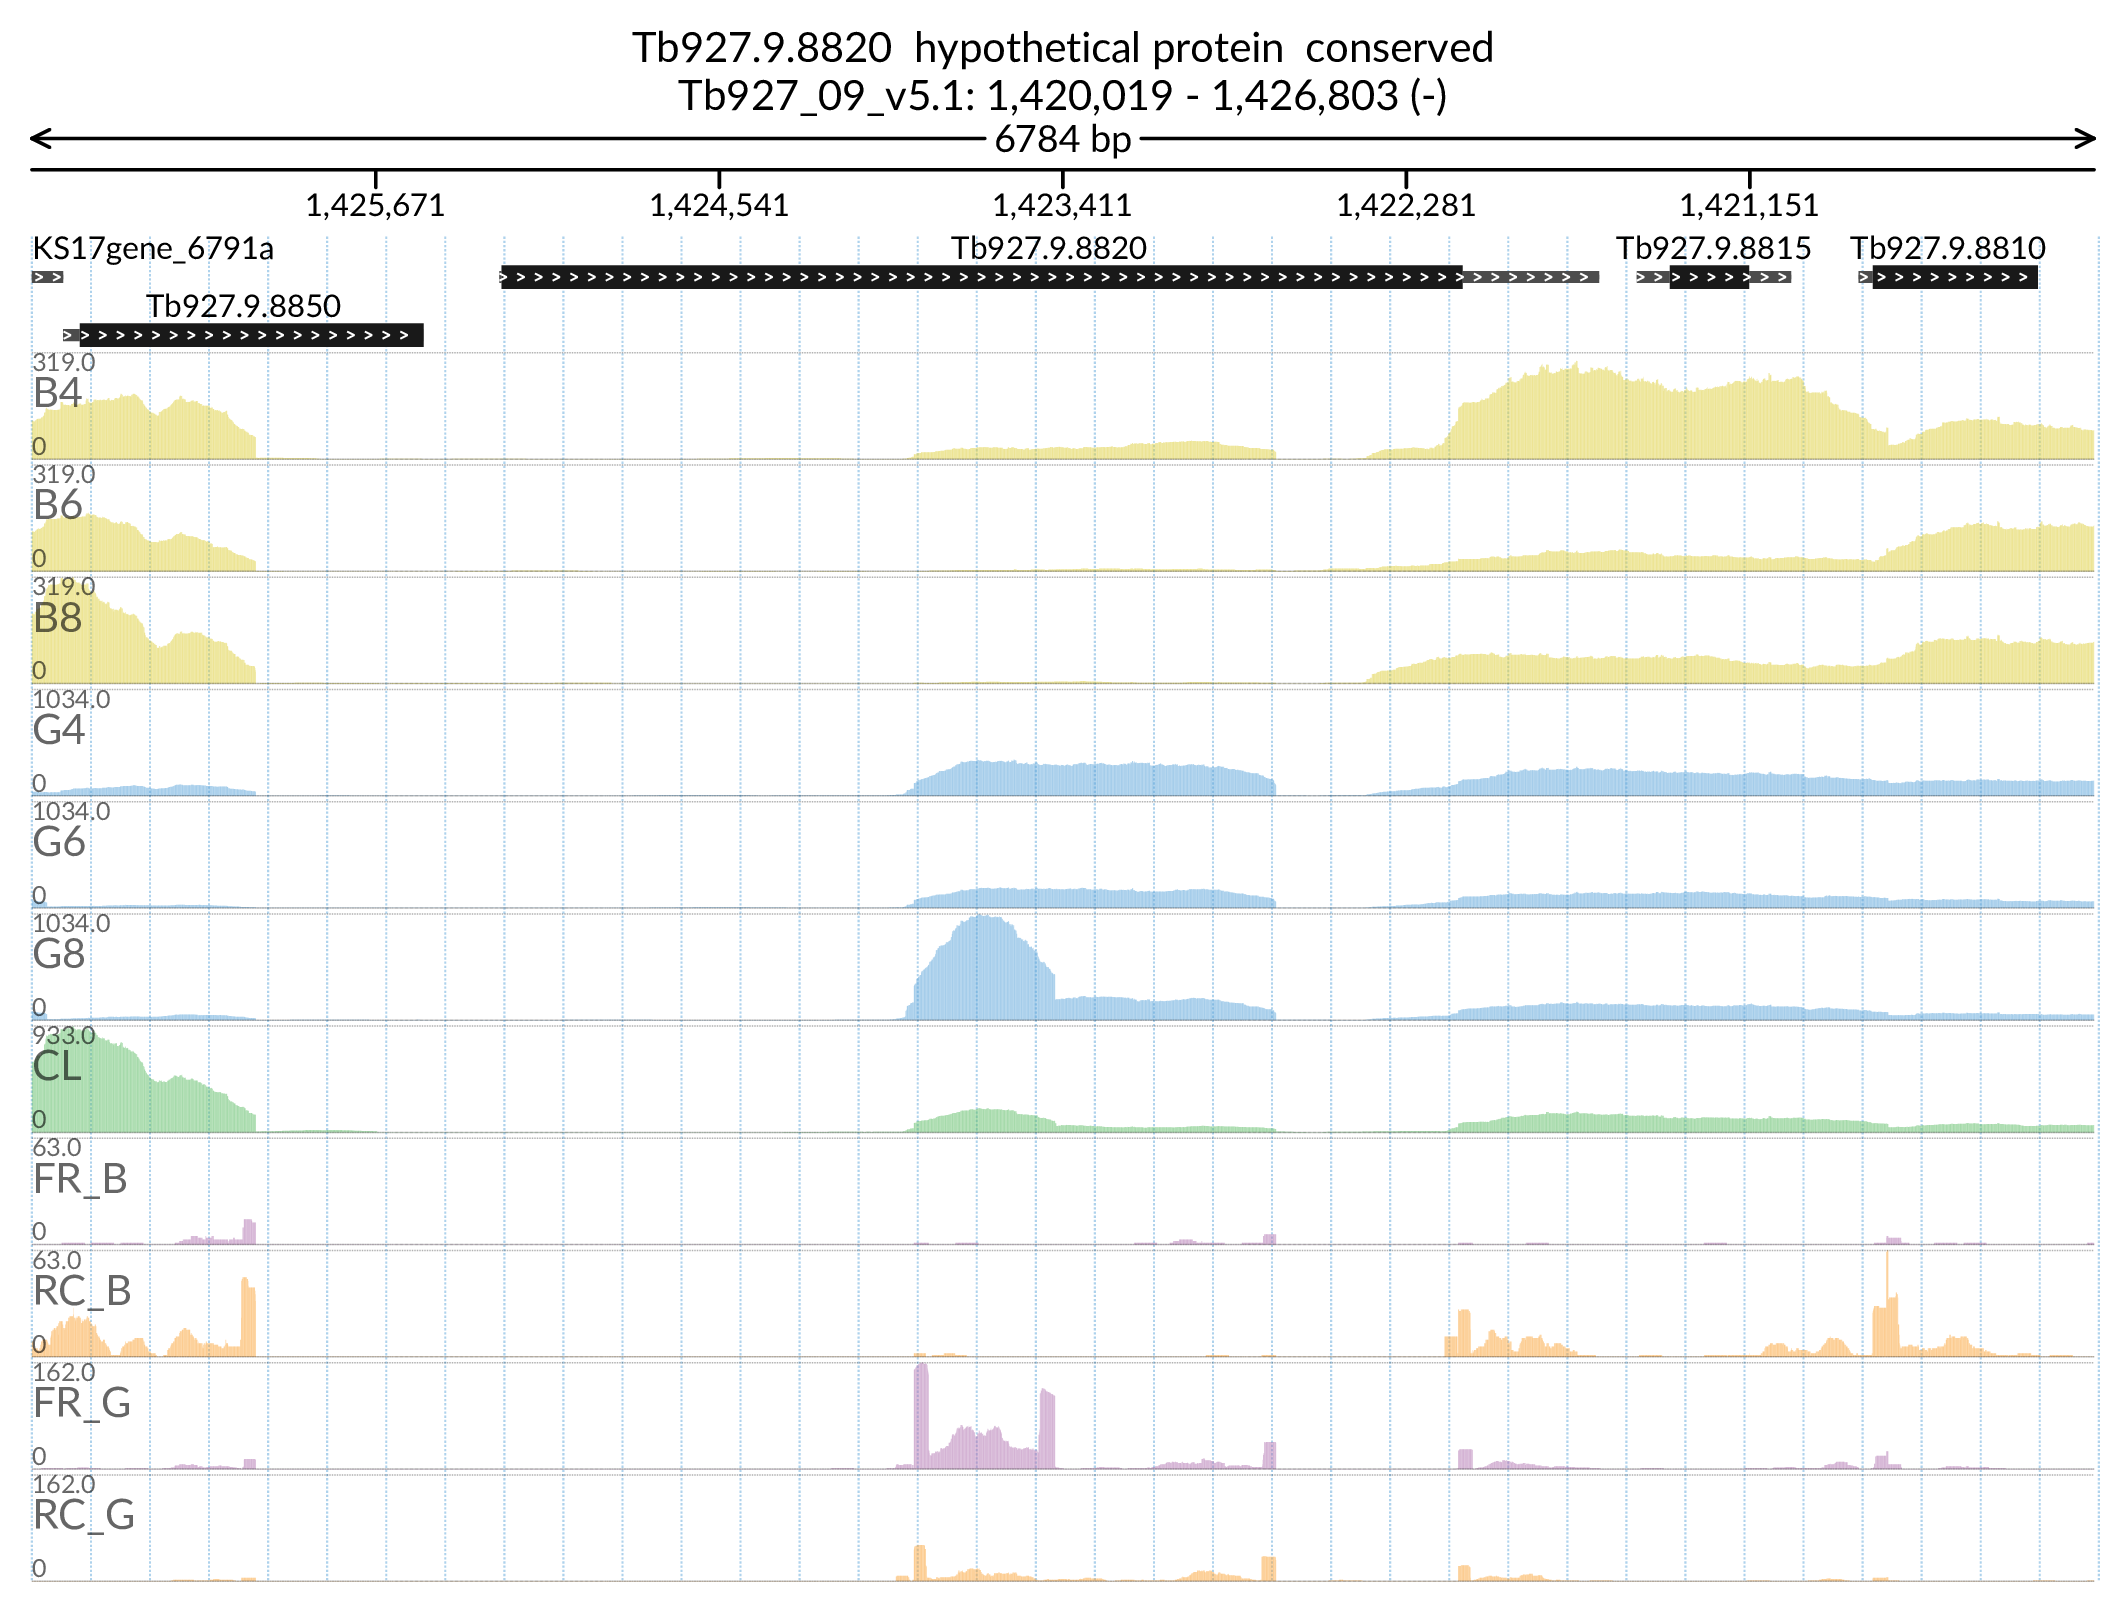 Tb927.9.8820  hypothetical protein  conserved
Tb927_09_v5.1: 1,420,019 - 1,426,803 (-)
6784 bp
1,425,671 1,424,541 1,423,411 1,422,281 1,421,151
KS17gene_6791a Tb927.9.8820 Tb927.9.8815 Tb927.9.8810
Tb927.9.8850
319.0
B4
0
319.0
B6
0
319.0
B8
0
1034.0
G4
0
1034.0
G6
0
1034.0
G8
0
933.0
CL
0
63.0
FR_B
0
63.0
RC_B
0
162.0
FR_G
0
162.0
RC_G
0